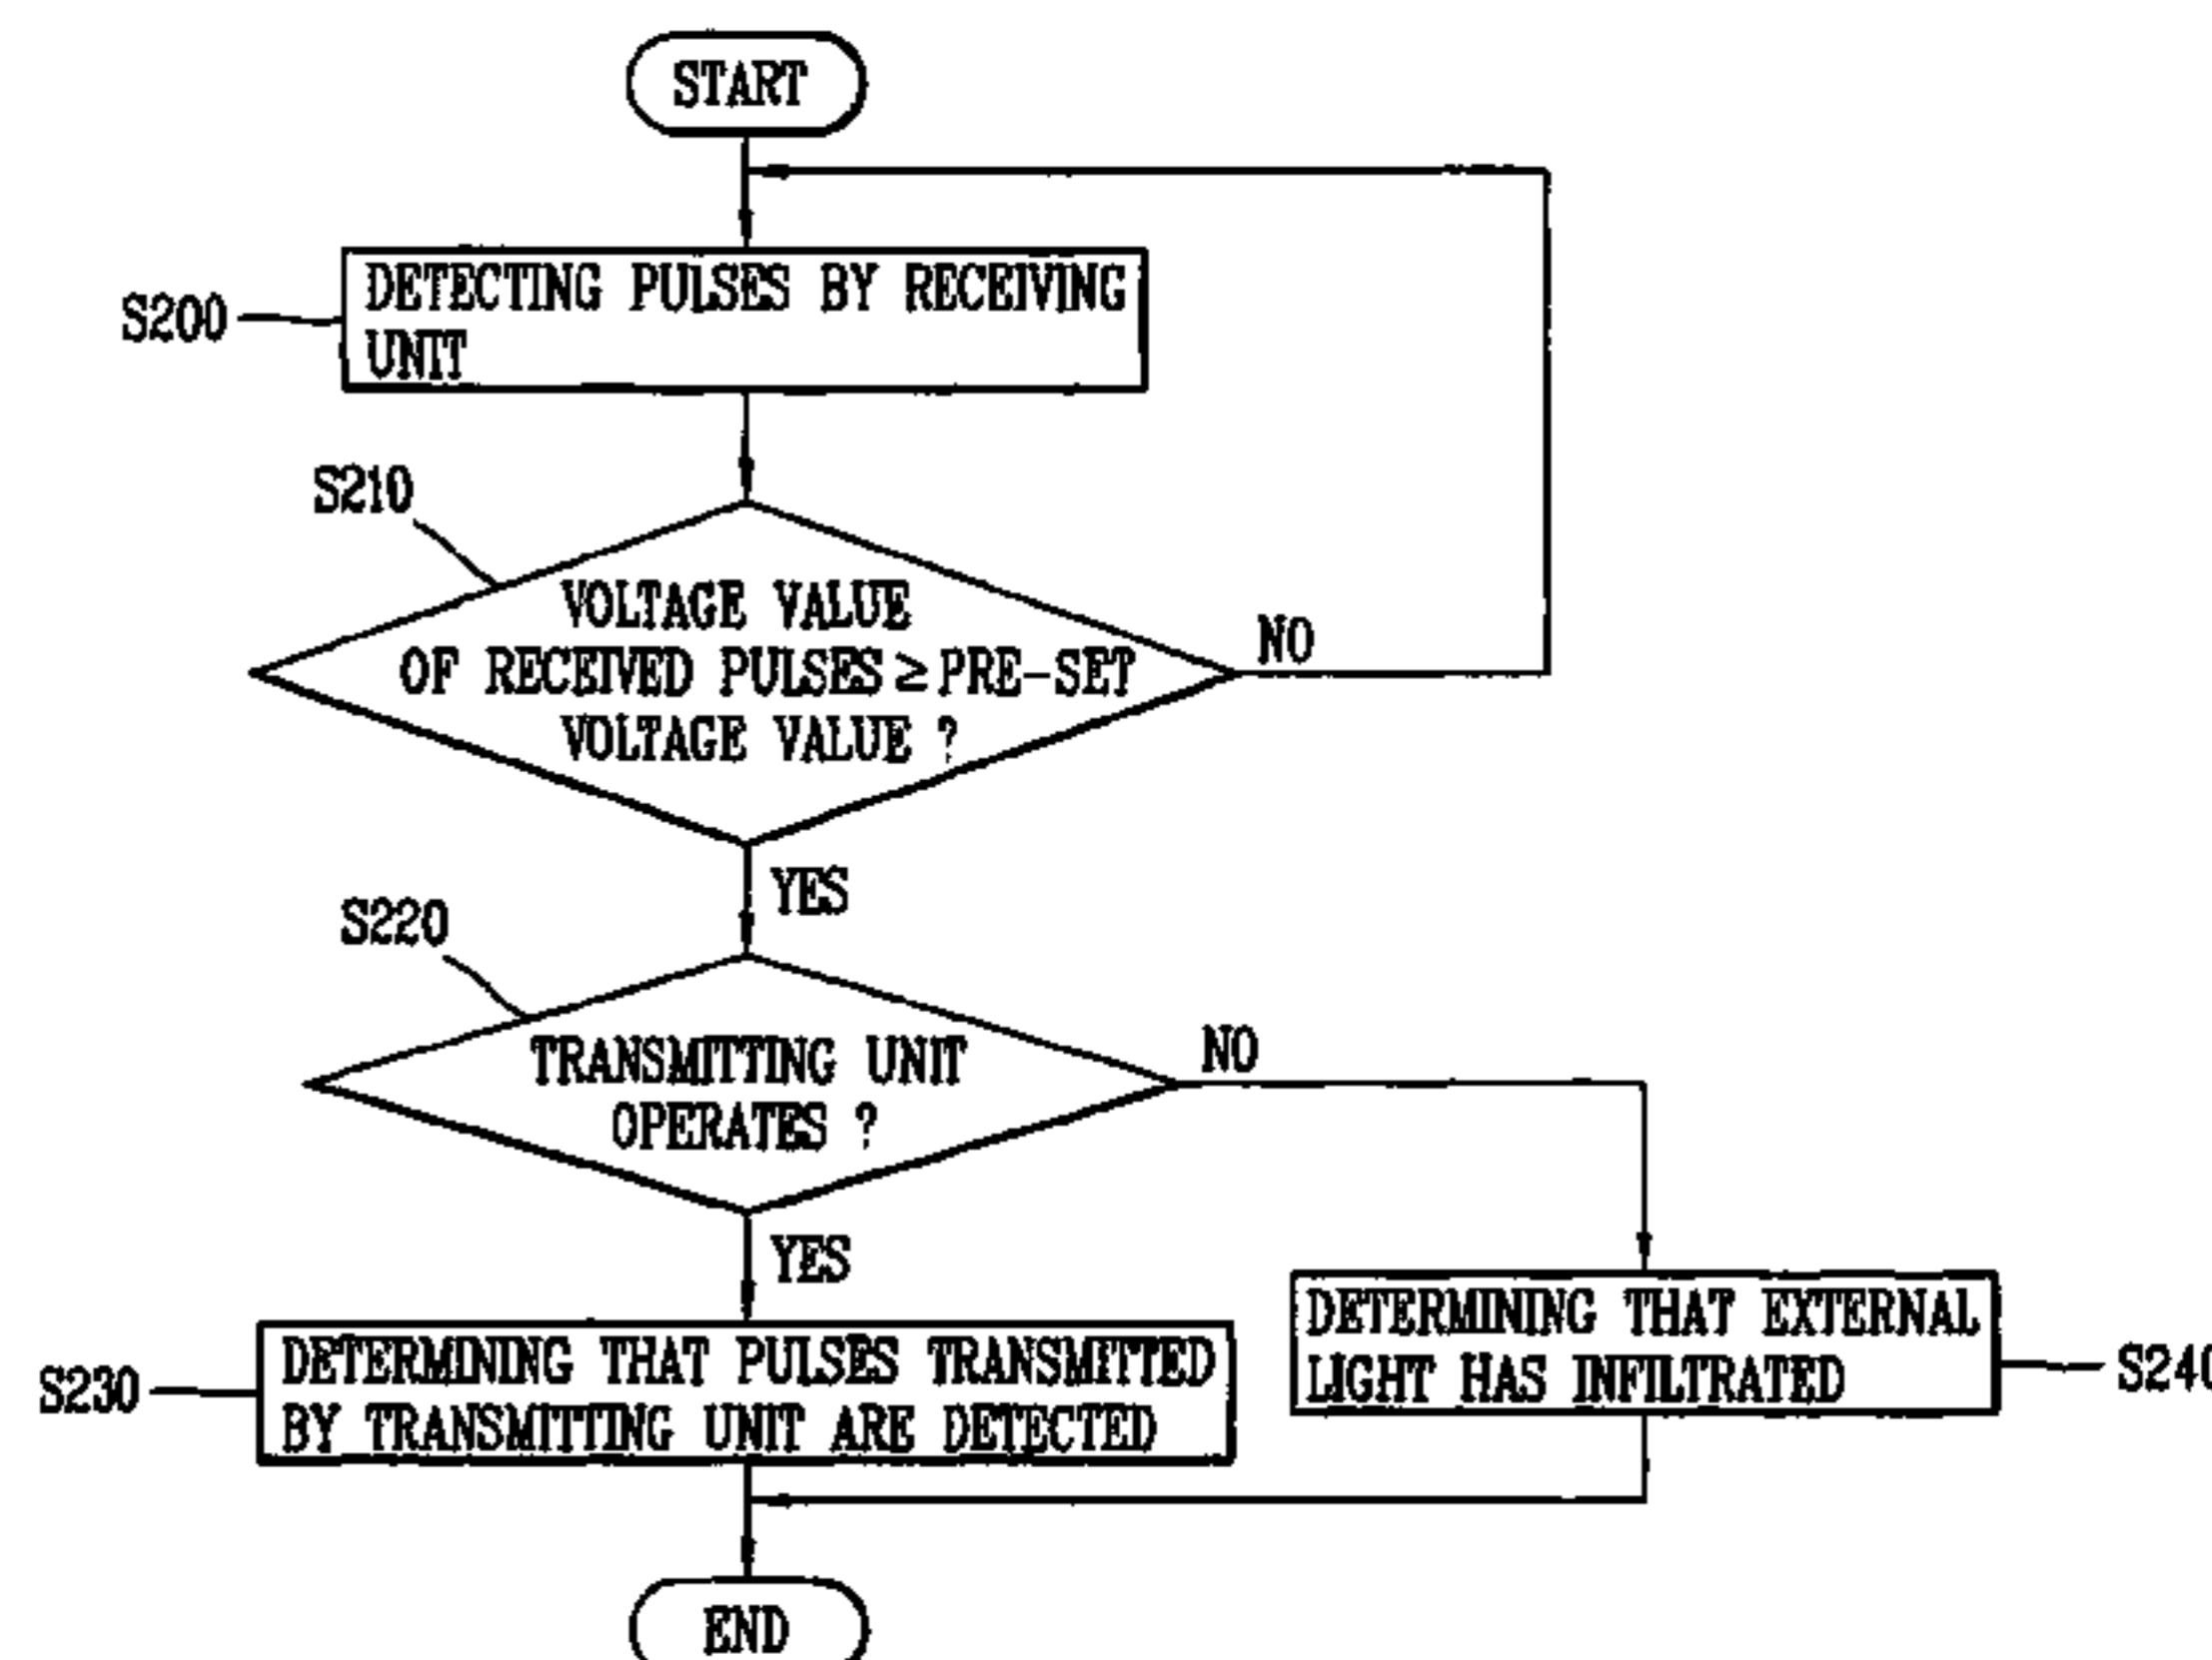 START
S200
DETECTING PULSES BY RECEIVING
UNIT
S210
VOLTAGE VALUE
OF RECEIVED PULSES ≥ PRE-SET
VOLTAGE VALUE ?
NO
YES
S220
TRANSMITTING UNIT
OPERATES ?
NO
YES
S230
DETERMINING THAT PULSES TRANSMITTED
BY TRANSMITTING UNIT ARE DETECTED
DETERMINING THAT EXTERNAL
LIGHT HAS INFILTRATED
S240
END